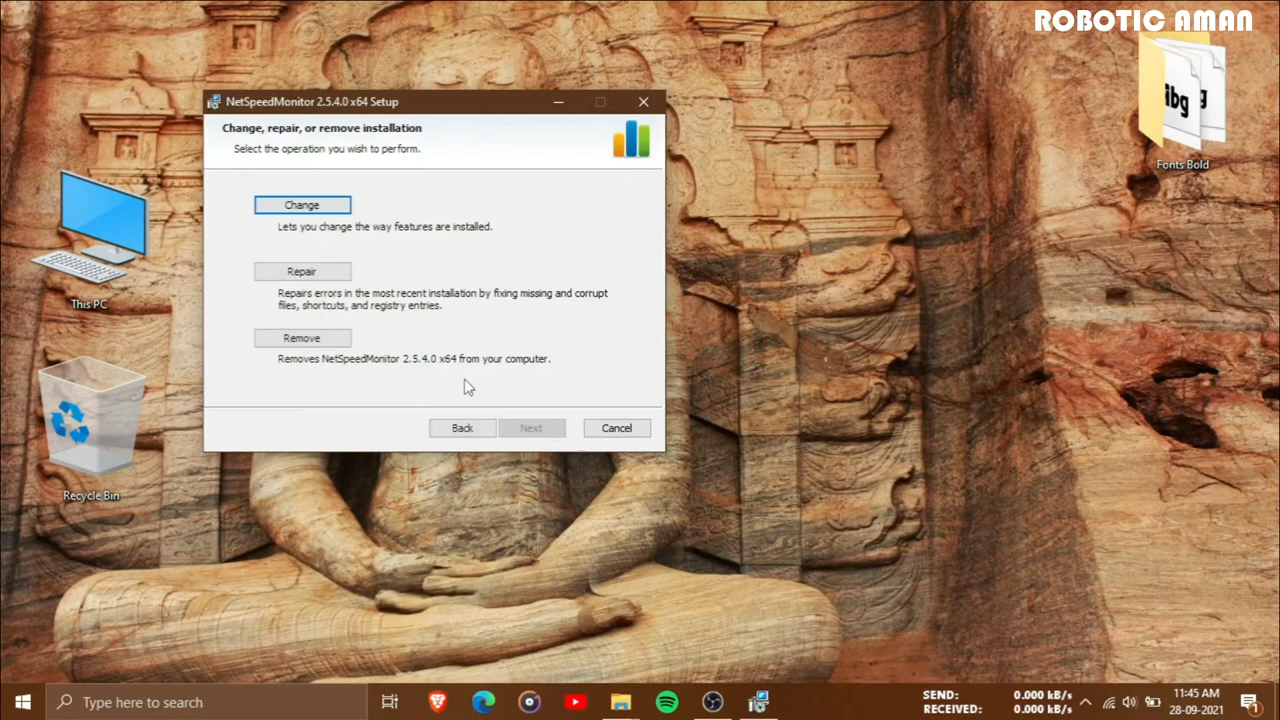 ROBOTIC AMAN
NetSpeedMonitor 2.5.4.0 x64 Setup
Change, repair, or remove installation
Select the operation you wish to perform.
Change
Lets you change the way features are installed.
Repair
Repairs errors in the most recent installation by fixing missing and corrupt
files, shortcuts, and registry entries.
Remove
Removes NetSpeedMonitor 2.5.4.0 x64 from your computer.
Back
Next
Cancel
This PC
Recycle Bin
ibg
g
Fonts Bold
Type here to search
SEND: 0.000 kB/s
RECEIVED: 0.000 kB/s
11:45 AM
28-09-2021
1